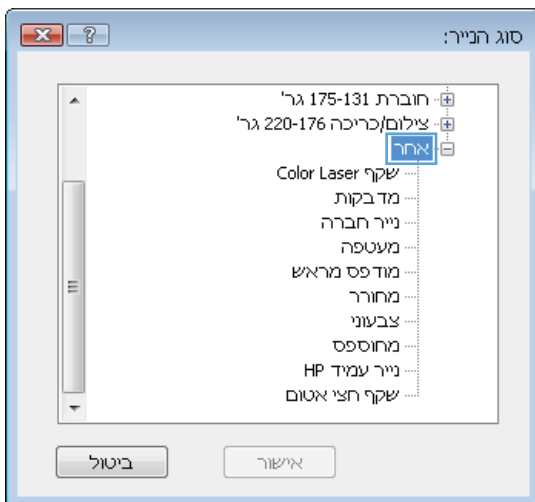 סוג הנייר:
חוברת 175-131 גר'
צילום/כריכה 220-176 גר'
אחר
שקף Color Laser
מדבקות
נייר חברה
מעטפה
מודפס מראש
מחורר
צבעוני
מחוספס
נייר עמיד HP
שקף חצי אטום
אישור
ביטול